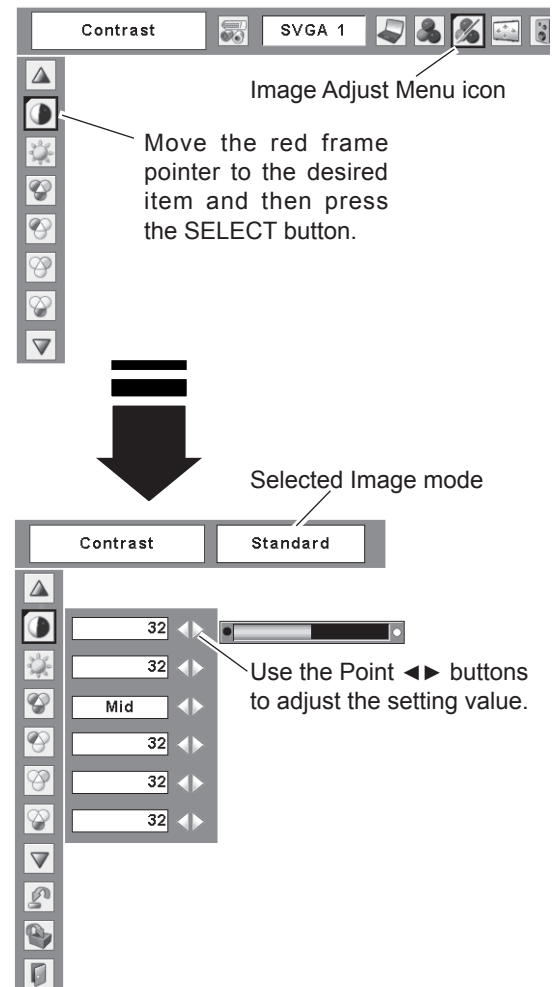 Contrast SVGA 1
Image Adjust Menu icon
Move the red frame
pointer to the desired
item and then press
the SELECT button.
Selected Image mode
Contrast Standard
32
32
Use the Point ◄► buttons
to adjust the setting value.
Mid
32
32
32